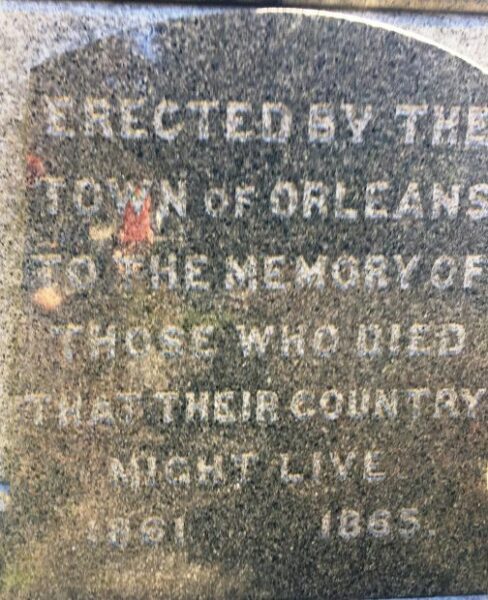 ERECTED BY THE
TOWN OF ORLEANS
TO THE MEMORY OF
THOSE WHO DIED
THAT THEIR COUNTRY
MIGHT LIVE
1861 1865.